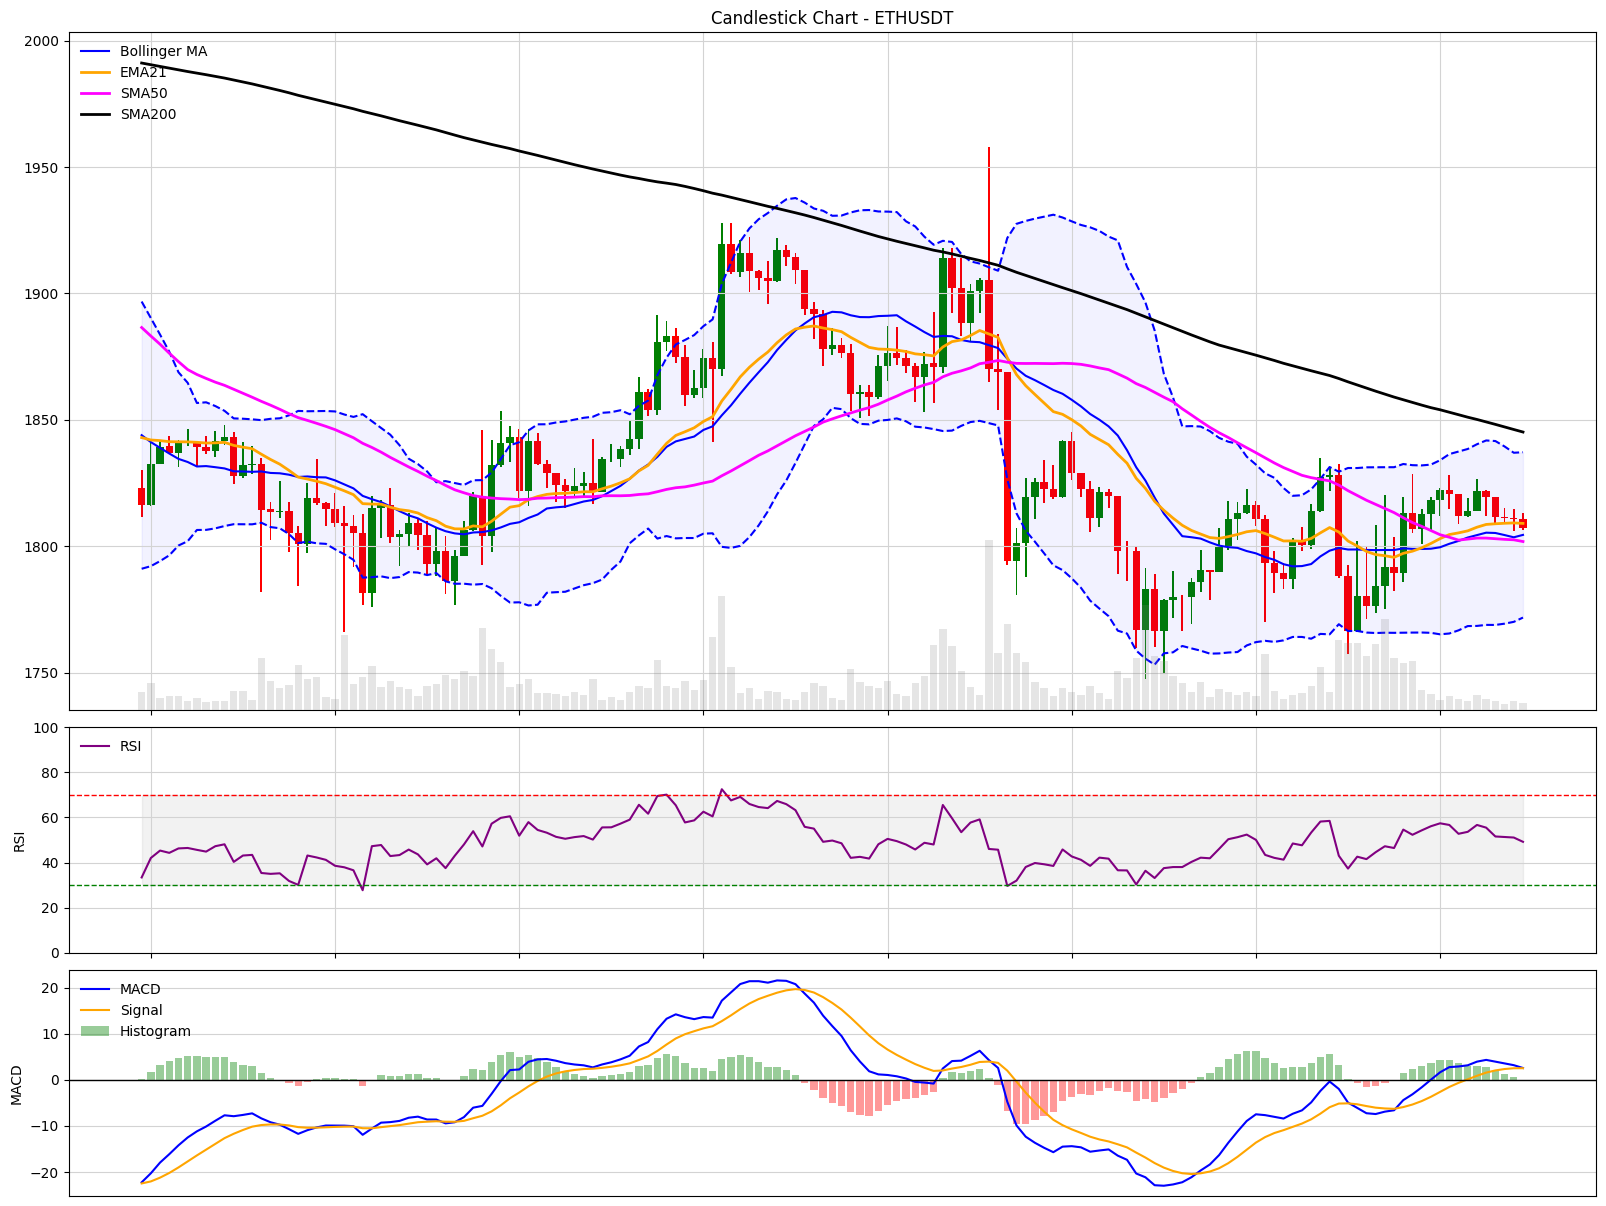 Candlestick Chart - ETHUSDT
2000
1950
1900
1850
1800
1750
Bollinger MA
EMA21
SMA50
SMA200
100
80
60
40
20
0
RSI
RSI
20
10
0
−10
−20
MACD
MACD
Signal
Histogram